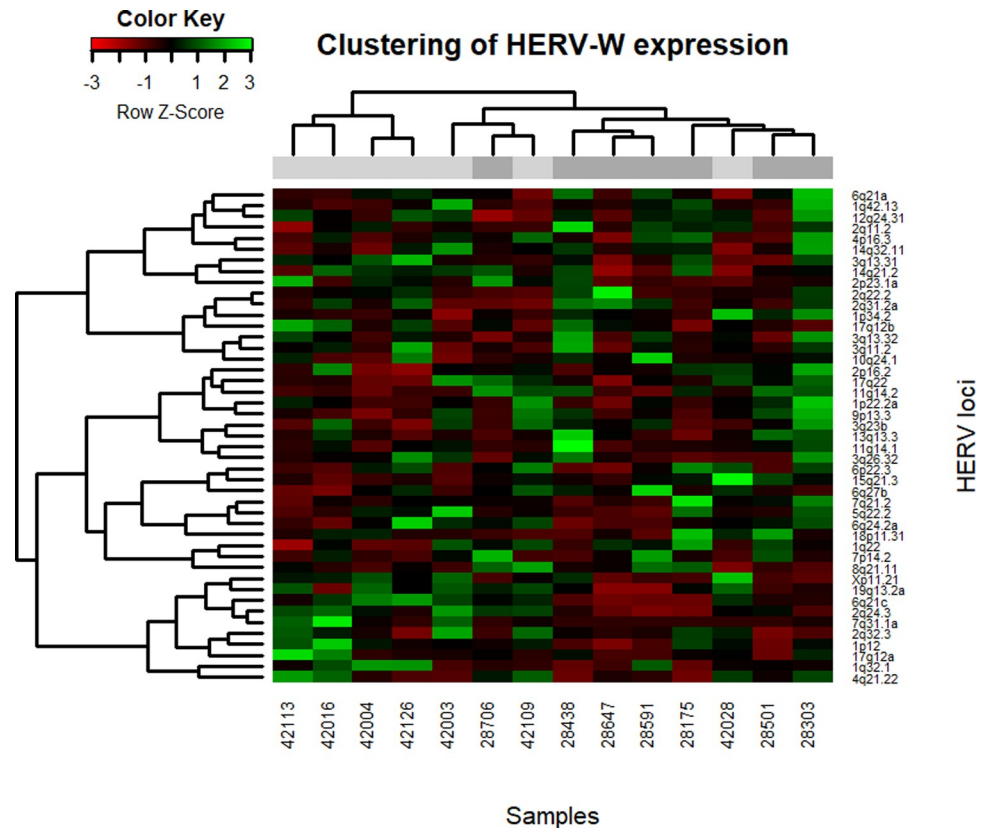 Color Key
-3 -1 1 2 3
Row Z-Score
Clustering of HERV-W expression
6q21a
1q42.13
12q24.31
2q11.2
4p16.3
14q32.11
3q13.31
14q21.2
2p23.1a
2q22.2
2q31.2a
1p34.2
17q12b
3q13.32
3q11.2
10q24.1
2p16.2
17q22
11q14.2
1p22.2a
9p13.3
3q23b
13q13.3
11q14.1
3q26.32
6p22.3
15q21.3
6q27b
7q21.2
5q22.2
6q24.2a
18p11.31
1q22
7p14.2
8q21.11
Xp11.21
19q13.2a
6q21c
2q24.3
7q31.1a
2q32.3
1p12
17q12a
1q32.1
4q21.22
HERV loci
42113 42016 42004 42126 42003 28706 42109 28438 28647 28591 28175 42028 28501 28303
Samples